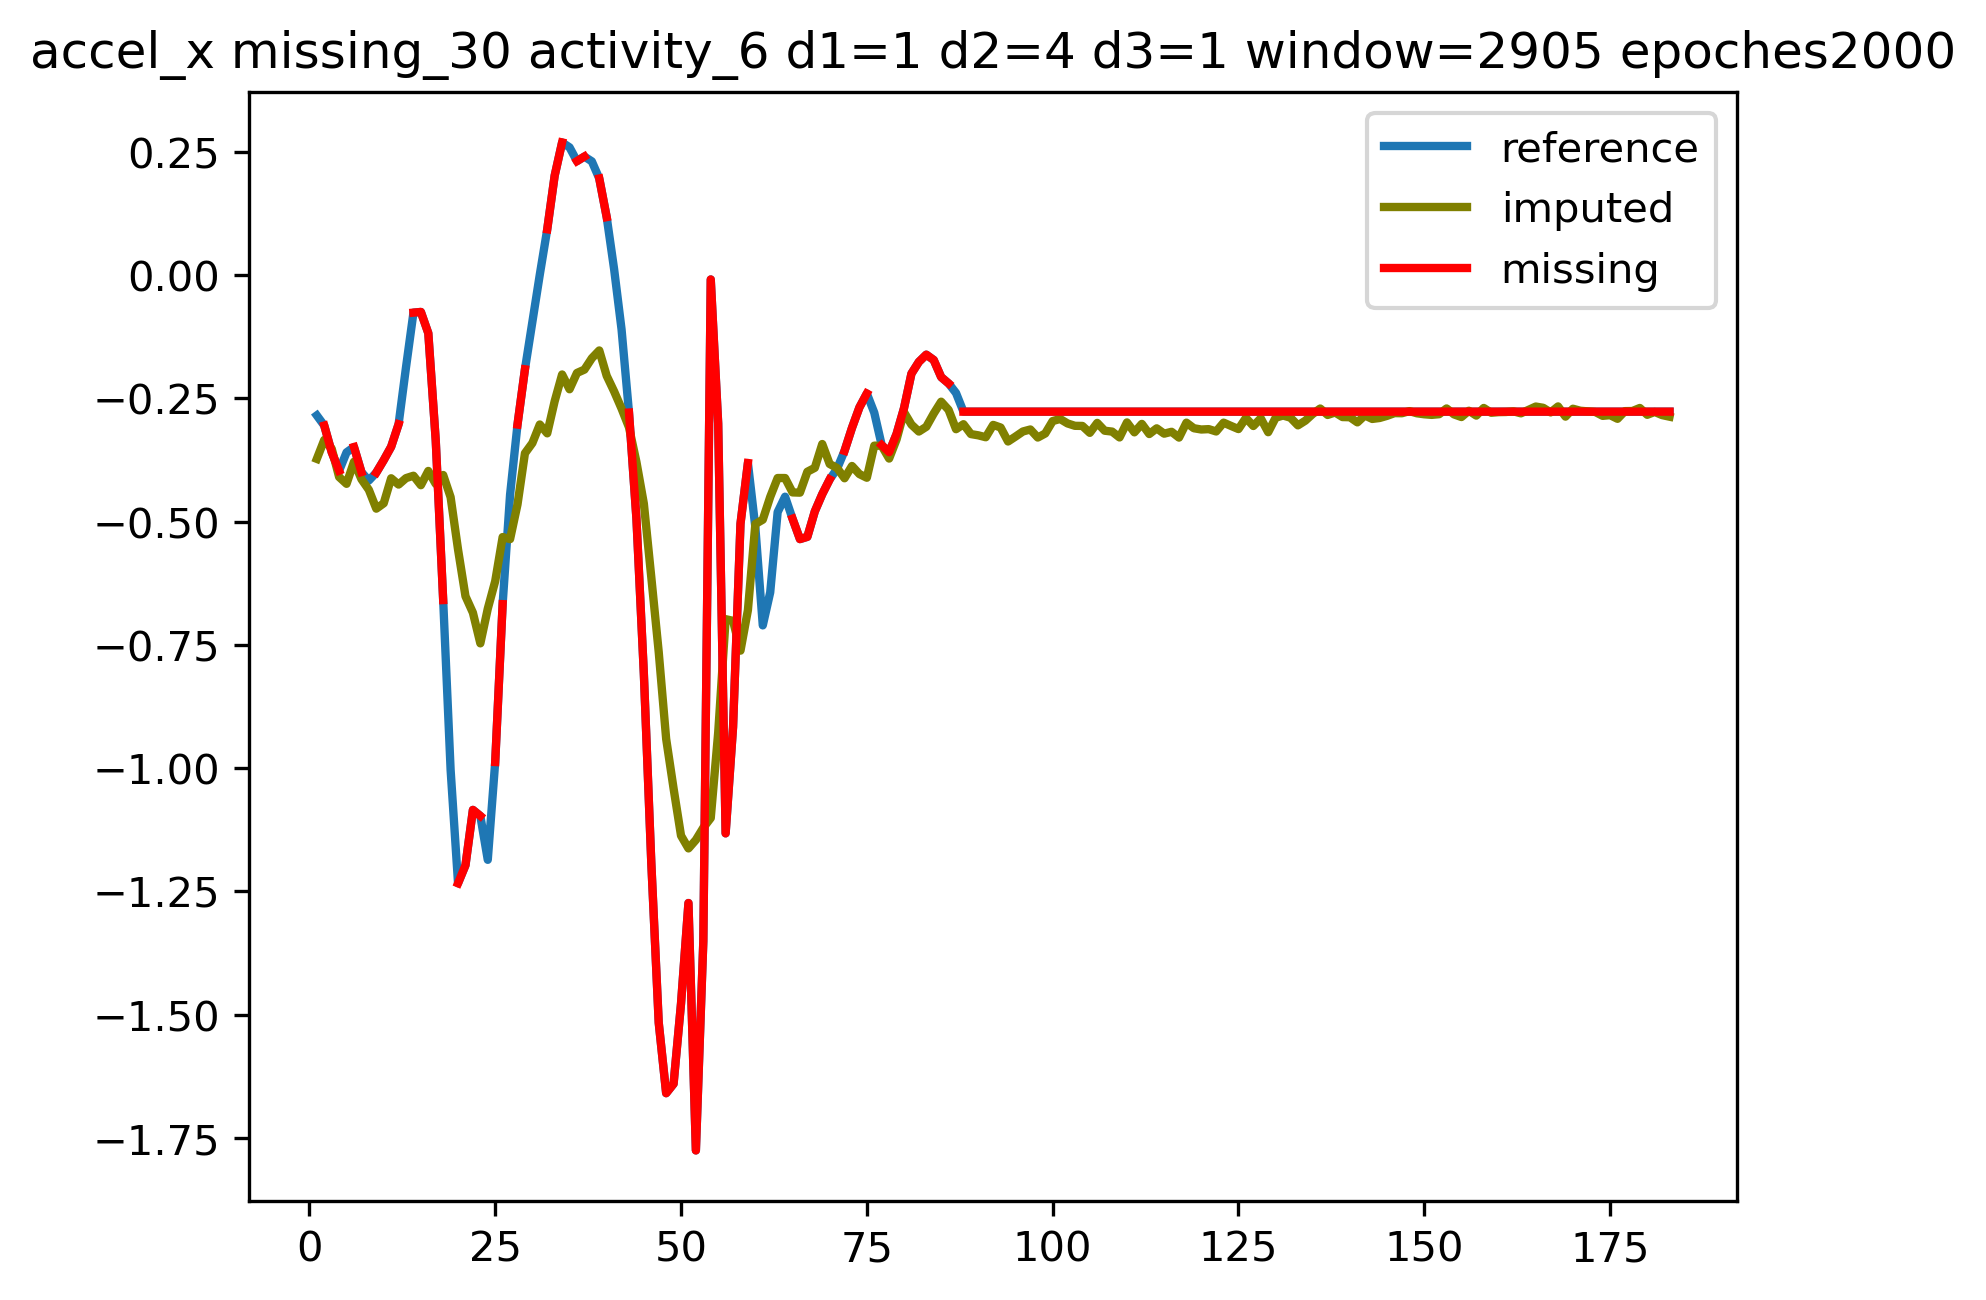 accel_x missing_30 activity_6 d1=1 d2=4 d3=1 window=2905 epoches2000
reference
imputed
missing
0.25
0.00
−0.25
−0.50
−0.75
−1.00
−1.25
−1.50
−1.75
0 25 50 75 100 125 150 175